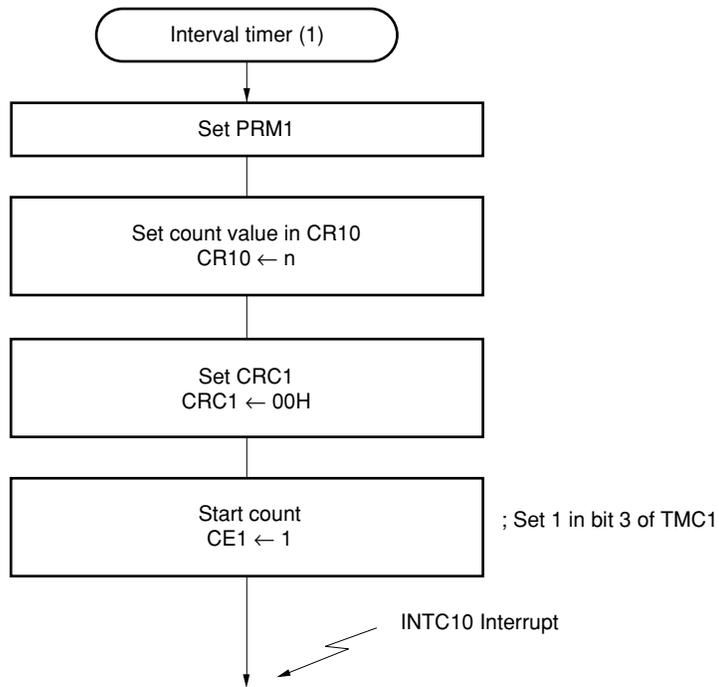 Interval timer (1)
Set PRM1
Set count value in CR10
CR10 ← n
Set CRC1
CRC1 ← 00H
Start count
CE1 ← 1
; Set 1 in bit 3 of TMC1
INTC10 Interrupt